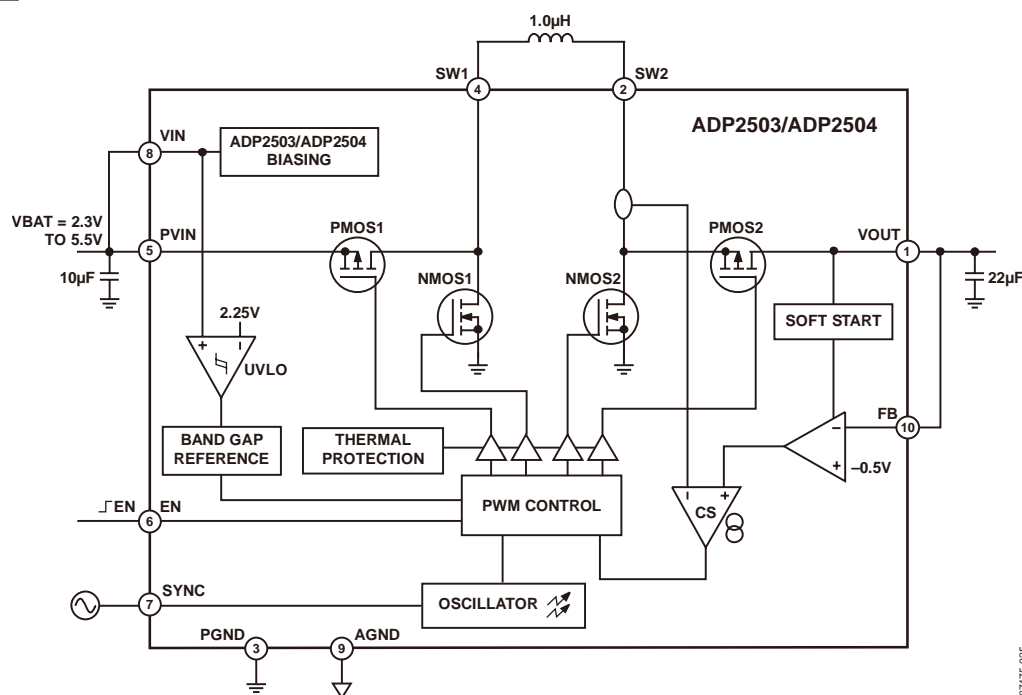 1.0µH
SW1
SW2
4
2
ADP2503/ADP2504
VIN
8
ADP2503/ADP2504
BIASING
VBAT = 2.3V
TO 5.5V
PVIN
5
PMOS1
PMOS2
VOUT
1
10µF
NMOS1
NMOS2
22µF
2.25V
SOFT START
+
–
UVLO
FB
10
–
+
–0.5V
BAND GAP
REFERENCE
THERMAL
PROTECTION
PWM CONTROL
–
+
CS
EN
EN
6
SYNC
7
OSCILLATOR
PGND
3
AGND
9